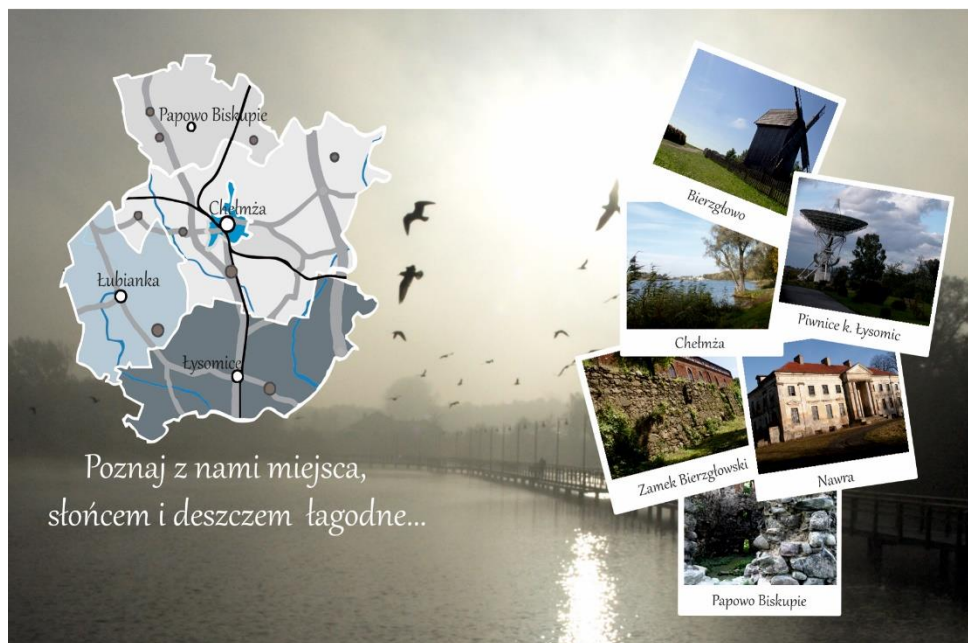 Papowo Biskupie
Chełmża
Łubianka
Łysomice
Poznaj z nami miejsca,
słońcem i deszczem łagodne...
Bierzgłowo
Piwnice k. Łysomic
Chełmża
Zamek Bierzgłowski
Nawra
Papowo Biskupie